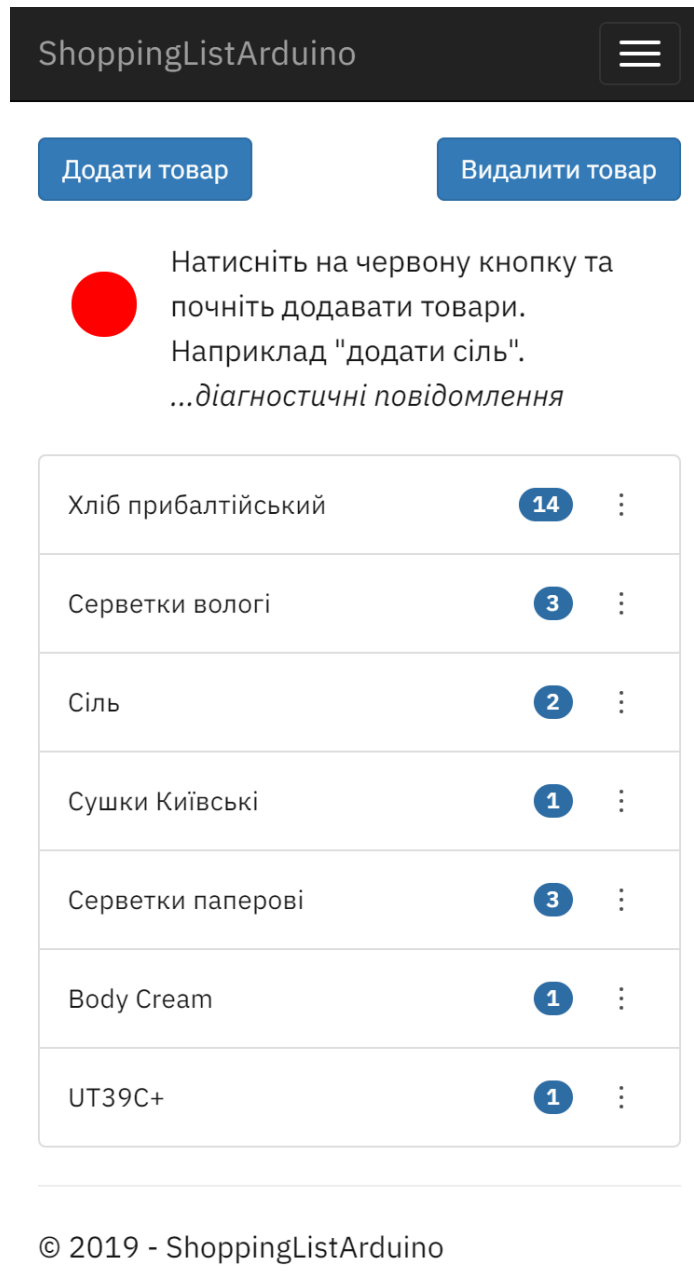 ShoppingListArduino
Додати товар
Видалити товар
Натисніть на червону кнопку та
почніть додавати товари.
Наприклад "додати сіль".
...діагностичні повідомлення
Хліб прибалтійський 14
Серветки вологі 3
Сіль 2
Сушки Київські 1
Серветки паперові 3
Body Cream 1
UT39C+ 1
© 2019 - ShoppingListArduino